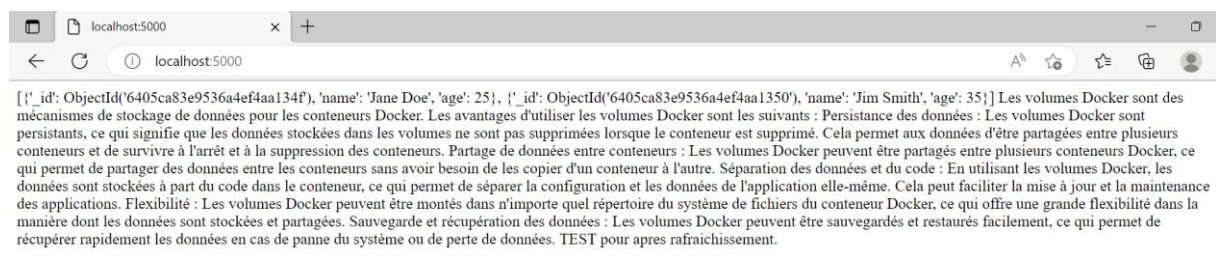 localhost:5000
localhost:5000
[{'_id': ObjectId('6405ca83e9536a4ef4aa134f'), 'name': 'Jane Doe', 'age': 25}, {'_id': ObjectId('6405ca83e9536a4ef4aa1350'), 'name': 'Jim Smith', 'age': 35}] Les volumes Docker sont des
mécanismes de stockage de données pour les conteneurs Docker. Les avantages d'utiliser les volumes Docker sont les suivants : Persistance des données : Les volumes Docker sont
persistants, ce qui signifie que les données stockées dans les volumes ne sont pas supprimées lorsque le conteneur est supprimé. Cela permet aux données d'être partagées entre plusieurs
conteneurs et de survivre à l'arrêt et à la suppression des conteneurs. Partage de données entre conteneurs : Les volumes Docker peuvent être partagés entre plusieurs conteneurs Docker, ce
qui permet de partager des données entre les conteneurs sans avoir besoin de les copier d'un conteneur à l'autre. Séparation des données et du code : En utilisant les volumes Docker, les
données sont stockées à part du code dans le conteneur, ce qui permet de séparer la configuration et les données de l'application elle-même. Cela peut faciliter la mise à jour et la maintenance
des applications. Flexibilité : Les volumes Docker peuvent être montés dans n'importe quel répertoire du système de fichiers du conteneur Docker, ce qui offre une grande flexibilité dans la
manière dont les données sont stockées et partagées. Sauvegarde et récupération des données : Les volumes Docker peuvent être sauvegardés et restaurés facilement, ce qui permet de
récupérer rapidement les données en cas de panne du système ou de perte de données. TEST pour apres rafraichissement.